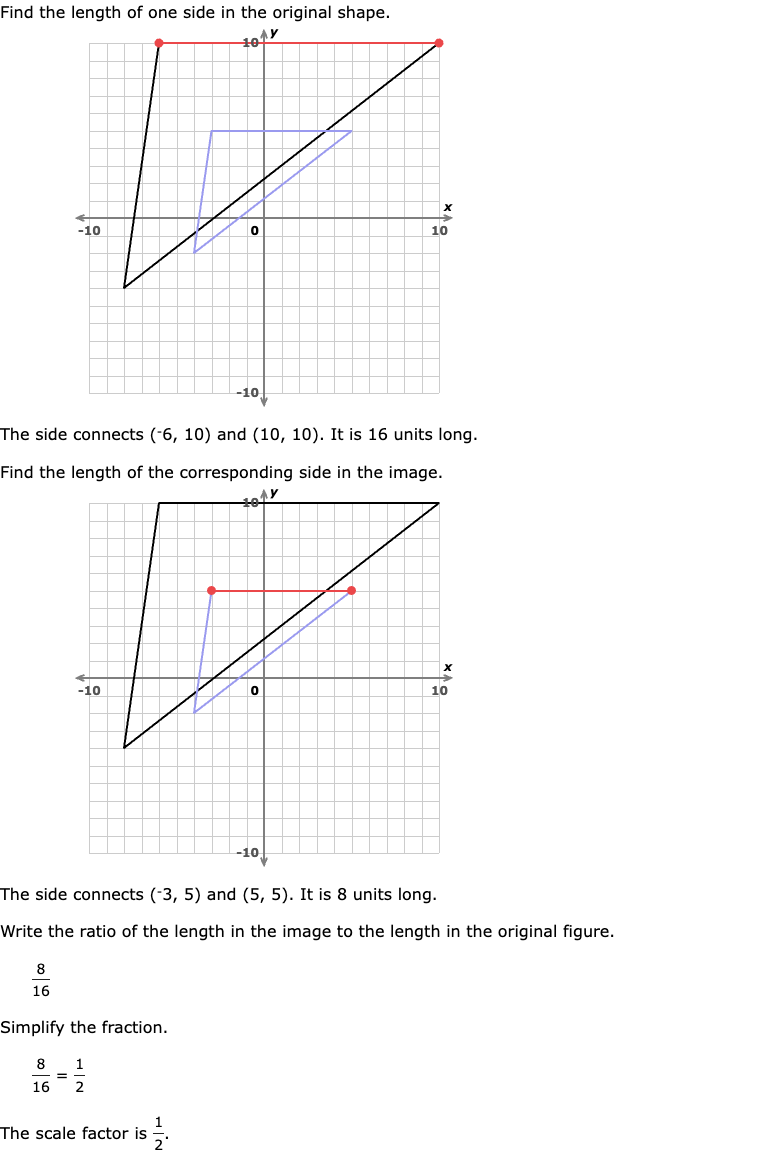 Find the length of one side in the original shape.
y
10
x
-10 0 10
-10
The side connects (⁻6, 10) and (10, 10). It is 16 units long.
Find the length of the corresponding side in the image.
y
10
x
-10 0 10
-10
The side connects (⁻3, 5) and (5, 5). It is 8 units long.
Write the ratio of the length in the image to the length in the original figure.
8
16
Simplify the fraction.
8/16 = 1/2
The scale factor is 1/2.